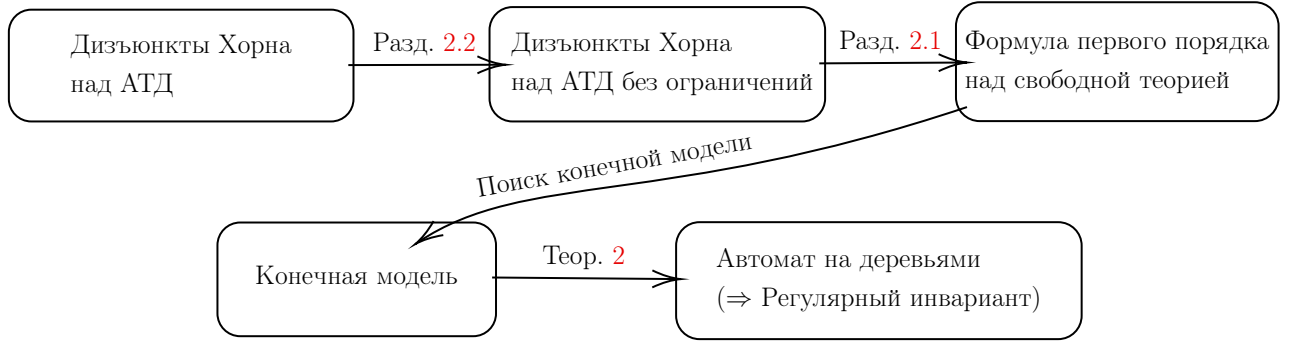 Дизъюнкты Хорна
над АТД
Разд. 2.2
Дизъюнкты Хорна
над АТД без ограничений
Разд. 2.1
Формула первого порядка
над свободной теорией
Поиск конечной модели
Конечная модель
Теор. 2
Автомат на деревьями
(⇒ Регулярный инвариант)